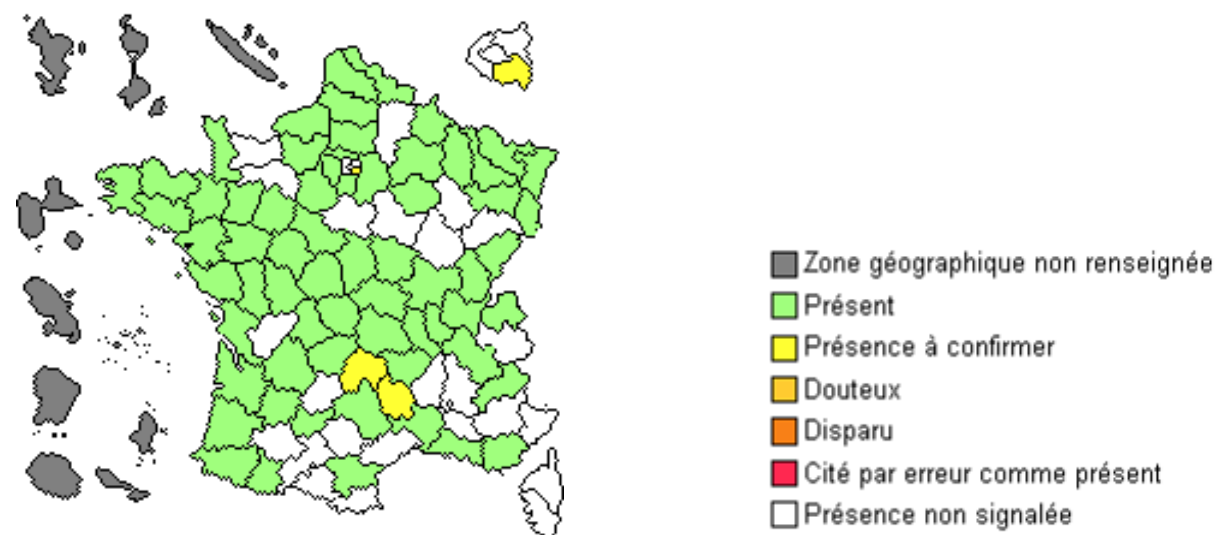 Zone géographique non renseignée
Présent
Présence à confirmer
Douteux
Disparu
Cité par erreur comme présent
Présence non signalée